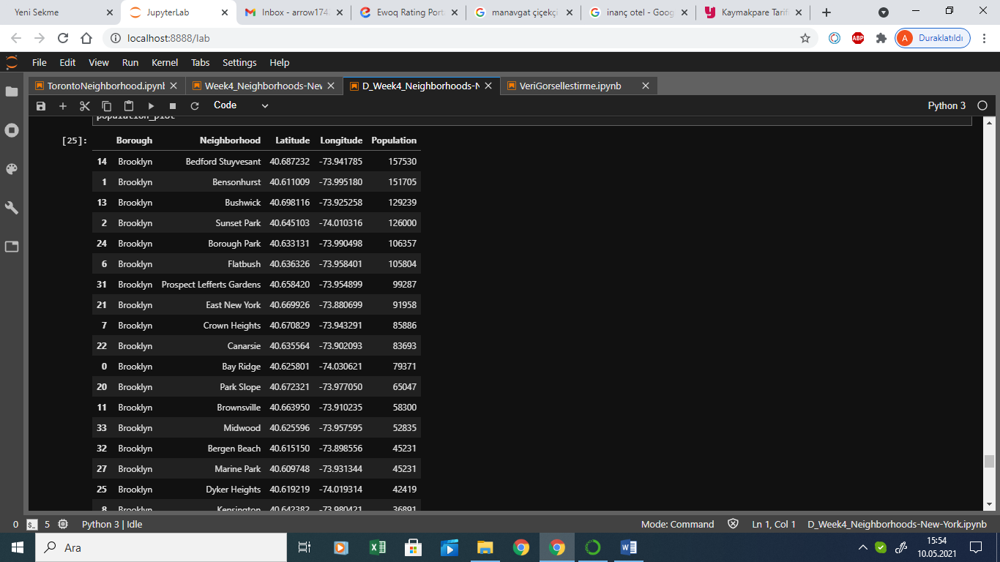 Yeni Sekme JupyterLab Inbox - arrow174 Ewoq Rating Port manavgat çiçekçi inanç otel - Goog Kaymakpare Tarif
localhost:8888/lab ABP A Duraklatıldı
File Edit View Run Kernel Tabs Settings Help
TorontoNeighborhood.ipynb Week4_Neighborhoods-New D_Week4_Neighborhoods-N VeriGorsellestirme.ipynb
Code Python 3
population_plot
[25]: Borough Neighborhood Latitude Longitude Population
14 Brooklyn Bedford Stuyvesant 40.687232 -73.941785 157530
1 Brooklyn Bensonhurst 40.611009 -73.995180 151705
13 Brooklyn Bushwick 40.698116 -73.925258 129239
2 Brooklyn Sunset Park 40.645103 -74.010316 126000
24 Brooklyn Borough Park 40.633131 -73.990498 106357
6 Brooklyn Flatbush 40.636326 -73.958401 105804
31 Brooklyn Prospect Lefferts Gardens 40.658420 -73.954899 99287
21 Brooklyn East New York 40.669926 -73.880699 91958
7 Brooklyn Crown Heights 40.670829 -73.943291 85886
22 Brooklyn Canarsie 40.635564 -73.902093 83693
0 Brooklyn Bay Ridge 40.625801 -74.030621 79371
20 Brooklyn Park Slope 40.672321 -73.977050 65047
11 Brooklyn Brownsville 40.663950 -73.910235 58300
33 Brooklyn Midwood 40.625596 -73.957595 52835
32 Brooklyn Bergen Beach 40.615150 -73.898556 45231
27 Brooklyn Marine Park 40.609748 -73.931344 45231
25 Brooklyn Dyker Heights 40.619219 -74.019314 42419
8 Brooklyn Kensington 40.642382 -73.980421 36891
0 5 Python 3 | Idle Mode: Command Ln 1, Col 1 D_Week4_Neighborhoods-New-York.ipynb
Ara 15:54
10.05.2021